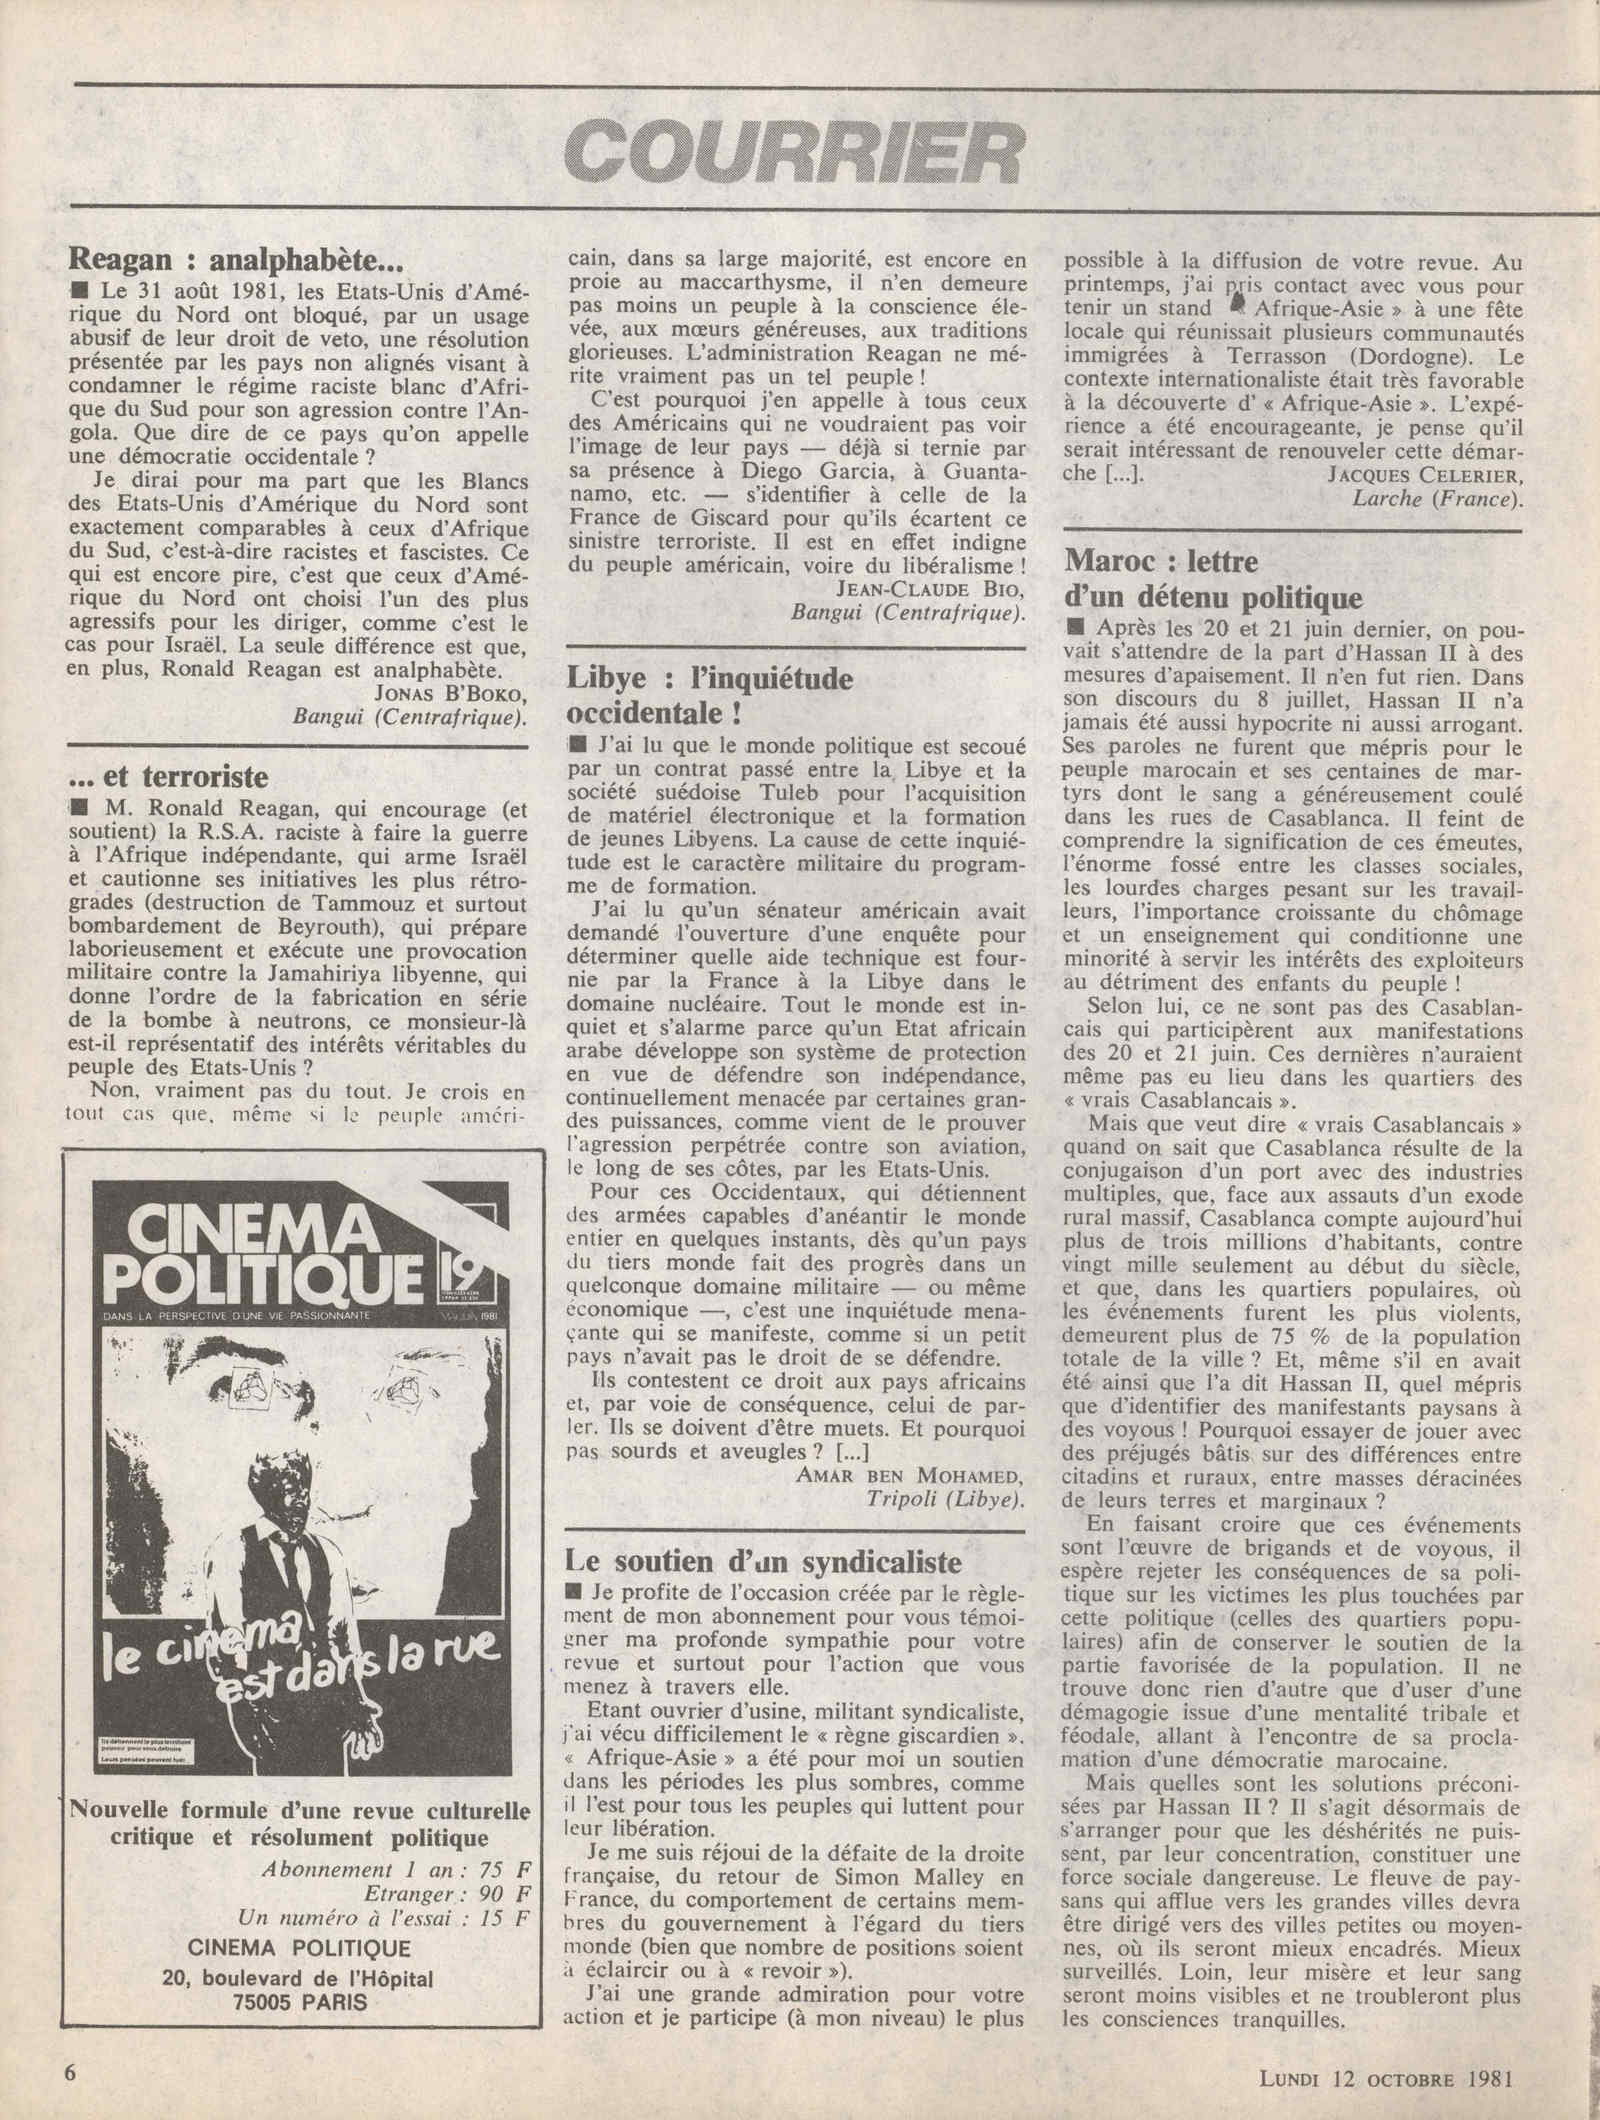 COURRIER
Reagan : analphabète...
■ Le 31 août 1981, les Etats-Unis d'Amé-
rique du Nord ont bloqué, par un usage
abusif de leur droit de veto, une résolution
présentée par les pays non alignés visant à
condamner le régime raciste blanc d'Afri-
que du Sud pour son agression contre l'An-
gola. Que dire de ce pays qu'on appelle
une démocratie occidentale ?
Je dirai pour ma part que les Blancs
des Etats-Unis d'Amérique du Nord sont
exactement comparables à ceux d'Afrique
du Sud, c'est-à-dire racistes et fascistes. Ce
qui est encore pire, c'est que ceux d'Amé-
rique du Nord ont choisi l'un des plus
agressifs pour les diriger, comme c'est le
cas pour Israël. La seule différence est que,
en plus, Ronald Reagan est analphabète.
JONAS B'BOKO,
Bangui (Centrafrique).
... et terroriste
■ M. Ronald Reagan, qui encourage (et
soutient) la R.S.A. raciste à faire la guerre
à l'Afrique indépendante, qui arme Israël
et cautionne ses initiatives les plus rétro-
grades (destruction de Tammouz et surtout
bombardement de Beyrouth), qui prépare
laborieusement et exécute une provocation
militaire contre la Jamahiriya libyenne, qui
donne l'ordre de la fabrication en série
de la bombe à neutrons, ce monsieur-là
est-il représentatif des intérêts véritables du
peuple des Etats-Unis ?
Non, vraiment pas du tout. Je crois en
tout cas que, même si le peuple améri-
CINEMA
POLITIQUE
19
DANS LA PERSPECTIVE D'UNE VIE PASSIONNANTE
1981
le cinema
est dans la rue
Ils détiennent le plus terrifiant
pouvoir pour vous détruire
Leurs pensées peuvent tuer
Nouvelle formule d'une revue culturelle
critique et résolument politique
Abonnement 1 an : 75 F
Etranger : 90 F
Un numéro à l'essai : 15 F
CINEMA POLITIQUE
20, boulevard de l'Hôpital
75005 PARIS
cain, dans sa large majorité, est encore en
proie au maccarthysme, il n'en demeure
pas moins un peuple à la conscience éle-
vée, aux mœurs généreuses, aux traditions
glorieuses. L'administration Reagan ne mé-
rite vraiment pas un tel peuple !
C'est pourquoi j'en appelle à tous ceux
des Américains qui ne voudraient pas voir
l'image de leur pays — déjà si ternie par
sa présence à Diego Garcia, à Guanta-
namo, etc. — s'identifier à celle de la
France de Giscard pour qu'ils écartent ce
sinistre terroriste. Il est en effet indigne
du peuple américain, voire du libéralisme !
JEAN-CLAUDE BIO,
Bangui (Centrafrique).
Libye : l'inquiétude
occidentale !
■ J'ai lu que le monde politique est secoué
par un contrat passé entre la Libye et la
société suédoise Tuleb pour l'acquisition
de matériel électronique et la formation
de jeunes Libyens. La cause de cette inquié-
tude est le caractère militaire du program-
me de formation.
J'ai lu qu'un sénateur américain avait
demandé l'ouverture d'une enquête pour
déterminer quelle aide technique est four-
nie par la France à la Libye dans le
domaine nucléaire. Tout le monde est in-
quiet et s'alarme parce qu'un Etat africain
arabe développe son système de protection
en vue de défendre son indépendance,
continuellement menacée par certaines gran-
des puissances, comme vient de le prouver
l'agression perpétrée contre son aviation,
le long de ses côtes, par les Etats-Unis.
Pour ces Occidentaux, qui détiennent
des armées capables d'anéantir le monde
entier en quelques instants, dès qu'un pays
du tiers monde fait des progrès dans un
quelconque domaine militaire — ou même
économique —, c'est une inquiétude mena-
çante qui se manifeste, comme si un petit
pays n'avait pas le droit de se défendre.
Ils contestent ce droit aux pays africains
et, par voie de conséquence, celui de par-
ler. Ils se doivent d'être muets. Et pourquoi
pas sourds et aveugles ? [...]
AMAR BEN MOHAMED,
Tripoli (Libye).
Le soutien d'un syndicaliste
■ Je profite de l'occasion créée par le règle-
ment de mon abonnement pour vous témoi-
gner ma profonde sympathie pour votre
revue et surtout pour l'action que vous
menez à travers elle.
Etant ouvrier d'usine, militant syndicaliste,
j'ai vécu difficilement le « règne giscardien ».
« Afrique-Asie » a été pour moi un soutien
dans les périodes les plus sombres, comme
il l'est pour tous les peuples qui luttent pour
leur libération.
Je me suis réjoui de la défaite de la droite
française, du retour de Simon Malley en
France, du comportement de certains mem-
bres du gouvernement à l'égard du tiers
monde (bien que nombre de positions soient
à éclaircir ou à « revoir »).
J'ai une grande admiration pour votre
action et je participe (à mon niveau) le plus
possible à la diffusion de votre revue. Au
printemps, j'ai pris contact avec vous pour
tenir un stand « Afrique-Asie » à une fête
locale qui réunissait plusieurs communautés
immigrées à Terrasson (Dordogne). Le
contexte internationaliste était très favorable
à la découverte d' « Afrique-Asie ». L'expé-
rience a été encourageante, je pense qu'il
serait intéressant de renouveler cette démar-
che [...]. JACQUES CELERIER,
Larche (France).
Maroc : lettre
d'un détenu politique
■ Après les 20 et 21 juin dernier, on pou-
vait s'attendre de la part d'Hassan II à des
mesures d'apaisement. Il n'en fut rien. Dans
son discours du 8 juillet, Hassan II n'a
jamais été aussi hypocrite ni aussi arrogant.
Ses paroles ne furent que mépris pour le
peuple marocain et ses centaines de mar-
tyrs dont le sang a généreusement coulé
dans les rues de Casablanca. Il feint de
comprendre la signification de ces émeutes,
l'énorme fossé entre les classes sociales,
les lourdes charges pesant sur les travail-
leurs, l'importance croissante du chômage
et un enseignement qui conditionne une
minorité à servir les intérêts des exploiteurs
au détriment des enfants du peuple !
Selon lui, ce ne sont pas des Casablan-
cais qui participèrent aux manifestations
des 20 et 21 juin. Ces dernières n'auraient
même pas eu lieu dans les quartiers des
« vrais Casablancais ».
Mais que veut dire « vrais Casablancais »
quand on sait que Casablanca résulte de la
conjugaison d'un port avec des industries
multiples, que, face aux assauts d'un exode
rural massif, Casablanca compte aujourd'hui
plus de trois millions d'habitants, contre
vingt mille seulement au début du siècle,
et que, dans les quartiers populaires, où
les événements furent les plus violents,
demeurent plus de 75 % de la population
totale de la ville ? Et, même s'il en avait
été ainsi que l'a dit Hassan II, quel mépris
que d'identifier des manifestants paysans à
des voyous ! Pourquoi essayer de jouer avec
des préjugés bâtis sur des différences entre
citadins et ruraux, entre masses déracinées
de leurs terres et marginaux ?
En faisant croire que ces événements
sont l'œuvre de brigands et de voyous, il
espère rejeter les conséquences de sa poli-
tique sur les victimes les plus touchées par
cette politique (celles des quartiers popu-
laires) afin de conserver le soutien de la
partie favorisée de la population. Il ne
trouve donc rien d'autre que d'user d'une
démagogie issue d'une mentalité tribale et
féodale, allant à l'encontre de sa procla-
mation d'une démocratie marocaine.
Mais quelles sont les solutions préconi-
sées par Hassan II ? Il s'agit désormais de
s'arranger pour que les déshérités ne puis-
sent, par leur concentration, constituer une
force sociale dangereuse. Le fleuve de pay-
sans qui afflue vers les grandes villes devra
être dirigé vers des villes petites ou moyen-
nes, où ils seront mieux encadrés. Mieux
surveillés. Loin, leur misère et leur sang
seront moins visibles et ne troubleront plus
les consciences tranquilles.
6
LUNDI 12 OCTOBRE 1981